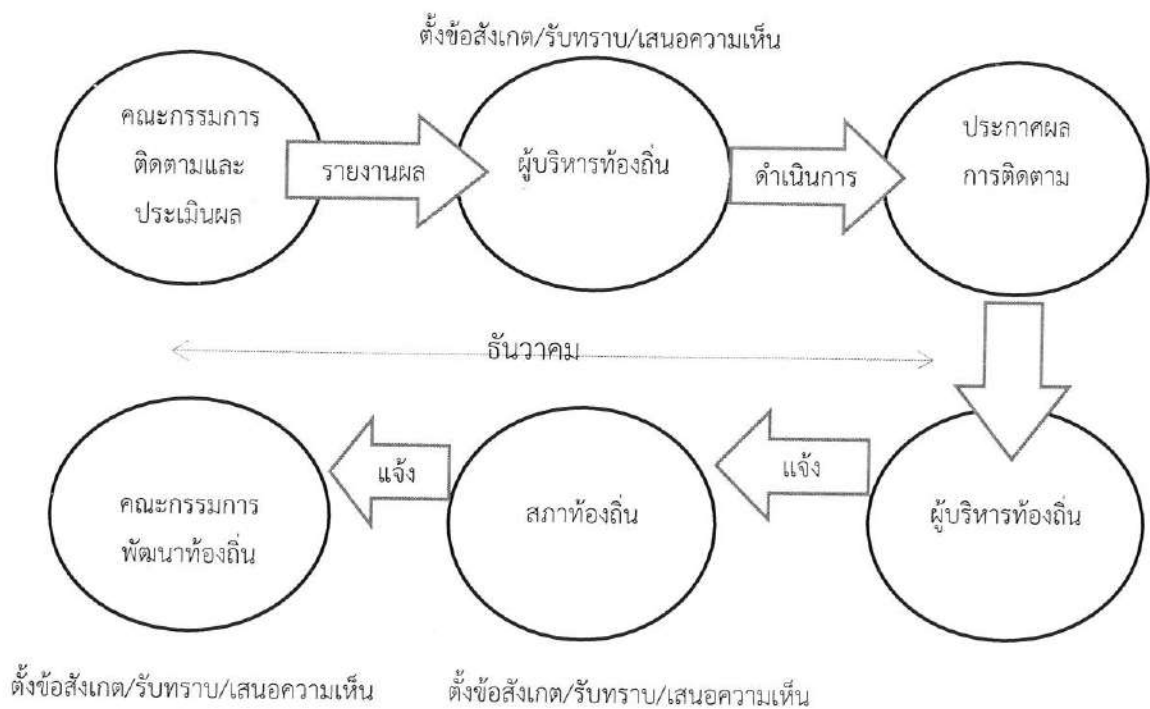 ตั้งข้อสังเกต/รับทราบ/เสนอความเห็น
คณะกรรมการ
ติดตามและ
ประเมินผล
รายงานผล
ผู้บริหารท้องถิ่น
ดำเนินการ
ประกาศผล
การติดตาม
ธันวาคม
ผู้บริหารท้องถิ่น
แจ้ง
สภาท้องถิ่น
แจ้ง
คณะกรรมการ
พัฒนาท้องถิ่น
ตั้งข้อสังเกต/รับทราบ/เสนอความเห็น
ตั้งข้อสังเกต/รับทราบ/เสนอความเห็น